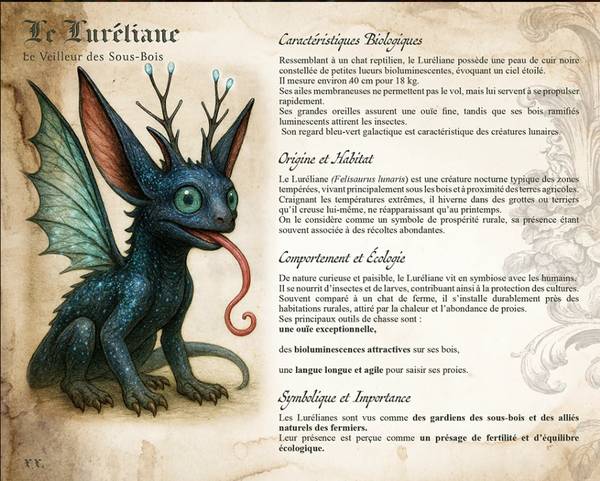 Le Luréliane
Le Veilleur des Sous-Bois
Caractéristiques Biologiques
Ressemblant à un chat reptilien, le Luréliane possède une peau de cuir noire
constellée de petites lueurs bioluminescentes, évoquant un ciel étoilé.
Il mesure environ 40 cm pour 18 kg.
Ses ailes membraneuses ne permettent pas le vol, mais lui servent à se propulser
rapidement.
Ses grandes oreilles assurent une ouïe fine, tandis que ses bois ramifiés
luminescents attirent les insectes.
Son regard bleu-vert galactique est caractéristique des créatures lunaires.
Origine et Habitat
Le Luréliane (Felisaurus lunaris) est une créature nocturne typique des zones
tempérées, vivant principalement sous les bois et à proximité des terres agricoles.
Craignant les températures extrêmes, il hiverne dans des grottes ou terriers
qu'il creuse lui-même, ne réapparaissant qu'au printemps.
On le considère comme un symbole de prospérité rurale, sa présence étant
souvent associée à des récoltes abondantes.
Comportement et Écologie
De nature curieuse et paisible, le Luréliane vit en symbiose avec les humains.
Il se nourrit d'insectes et de larves, contribuant ainsi à la protection des cultures.
Souvent comparé à un chat de ferme, il s'installe durablement près des
habitations rurales, attiré par la chaleur et l'abondance de proies.
Ses principaux outils de chasse sont :
une ouïe exceptionnelle,
des bioluminescences attractives sur ses bois,
une langue longue et agile pour saisir ses proies.
Symbolique et Importance
Les Lurélianes sont vus comme des gardiens des sous-bois et des alliés
naturels des fermiers.
Leur présence est perçue comme un présage de fertilité et d'équilibre
écologique.